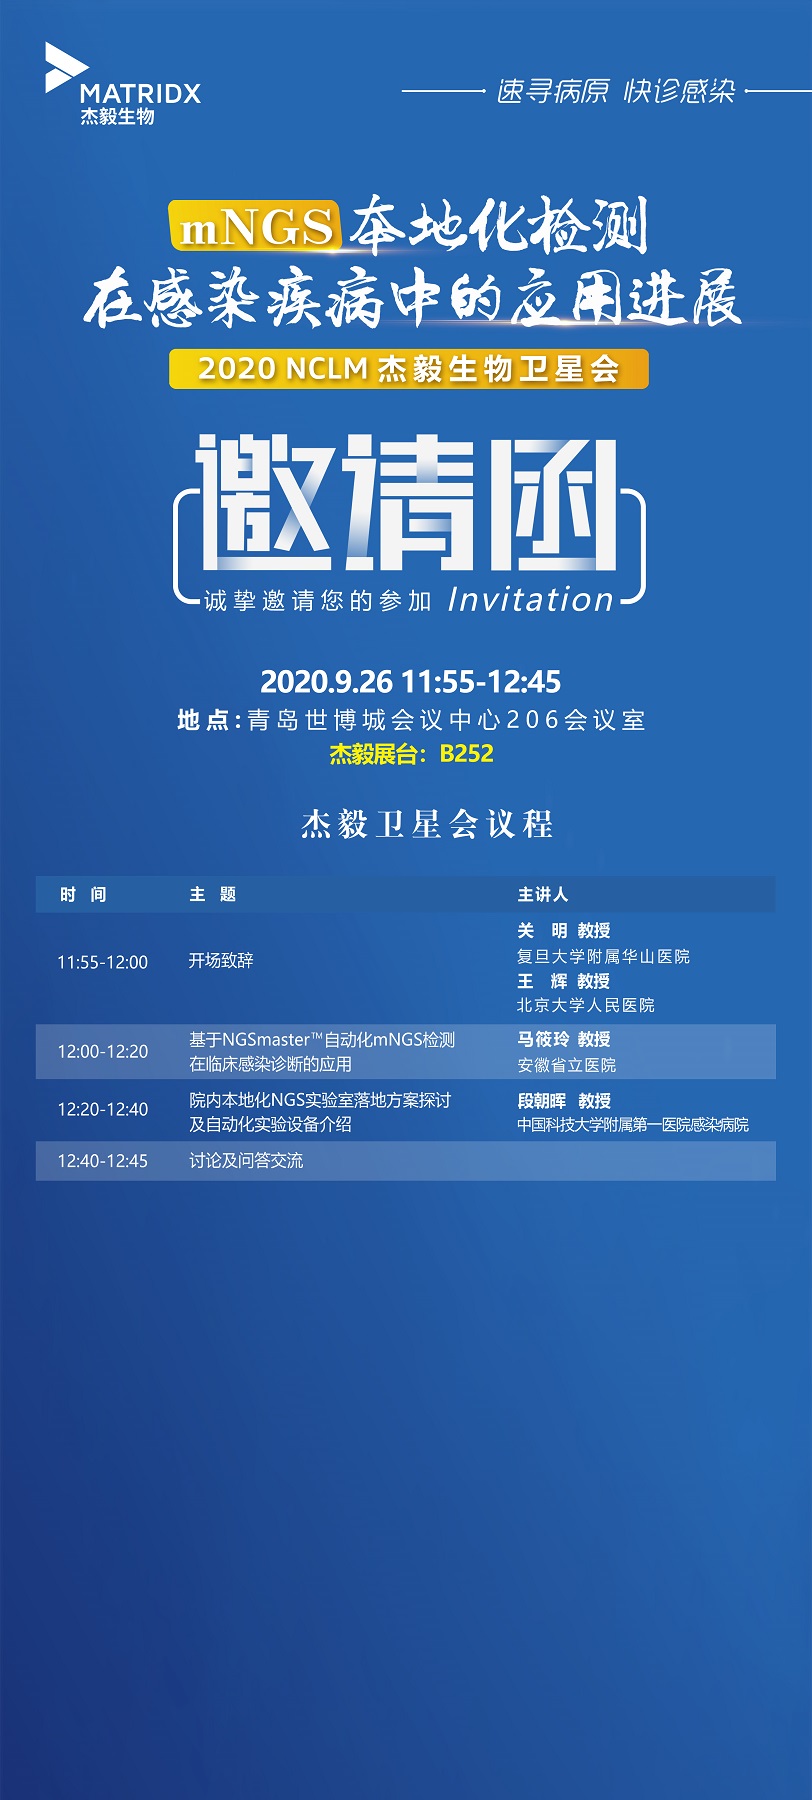 MATRIDX
杰毅生物
速寻病原 快诊感染
mNGS 本地化检测
在感染疾病中的应用进展
2020 NCLM 杰毅生物卫星会
邀请函
诚挚邀请您的参加 Invitation
2020.9.26 11:55-12:45
地点:青岛世博城会议中心206会议室
杰毅展台：B252
杰毅卫星会议程
时 间 主 题 主讲人
11:55-12:00 开场致辞
关 明 教授
复旦大学附属华山医院
王 辉 教授
北京大学人民医院
12:00-12:20
基于NGSmaster™自动化mNGS检测
在临床感染诊断的应用
马筱玲 教授
安徽省立医院
12:20-12:40
院内本地化NGS实验室落地方案探讨
及自动化实验设备介绍
段朝晖 教授
中国科技大学附属第一医院感染病院
12:40-12:45 讨论及问答交流